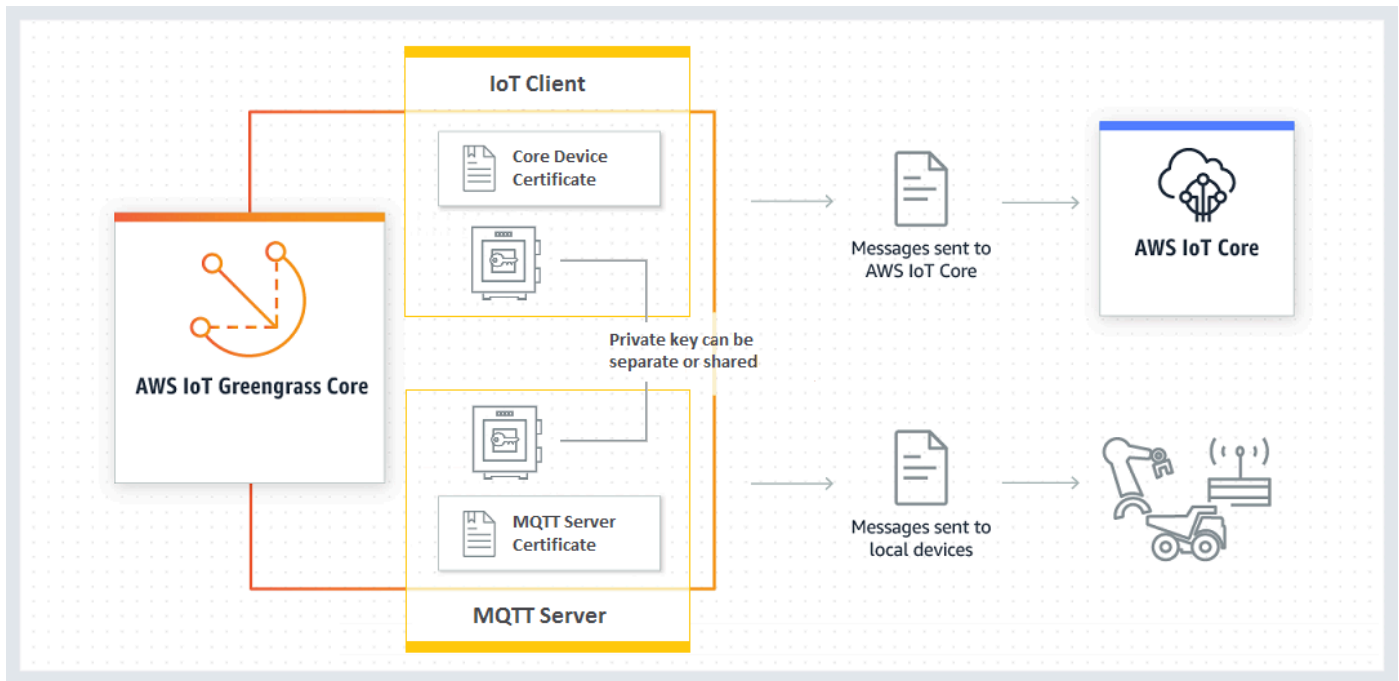 IoT Client
Core Device
Certificate
Messages sent to
AWS IoT Core
AWS IoT Core
Private key can be
separate or shared
AWS IoT Greengrass Core
MQTT Server
Certificate
Messages sent to
local devices
MQTT Server